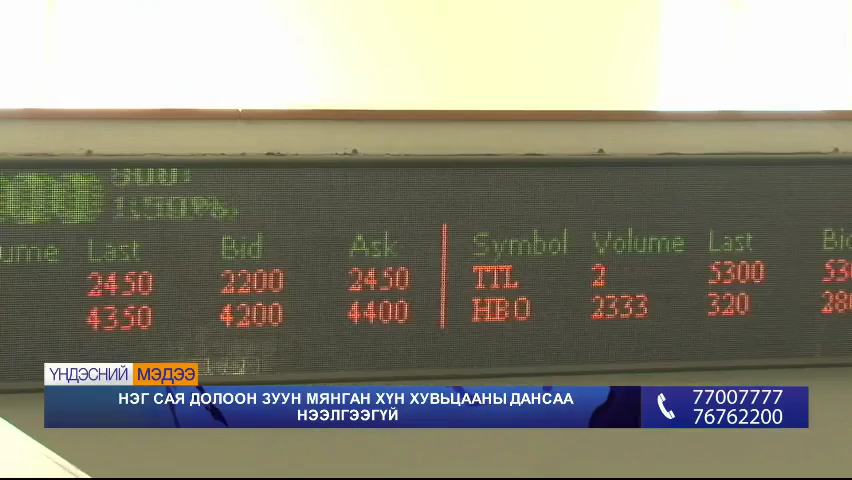 ume Last Bid Ask Symbol Volume Last
2450 2200 2450 TTL 2 5300
4350 4200 4400 HBO 2333 320
ҮНДЭСНИЙ МЭДЭЭ
НЭГ САЯ ДОЛООН ЗУУН МЯНГАН ХҮН ХУВЬЦААНЫ ДАНСАА
НЭЭЛГЭЭГҮЙ
77007777
76762200